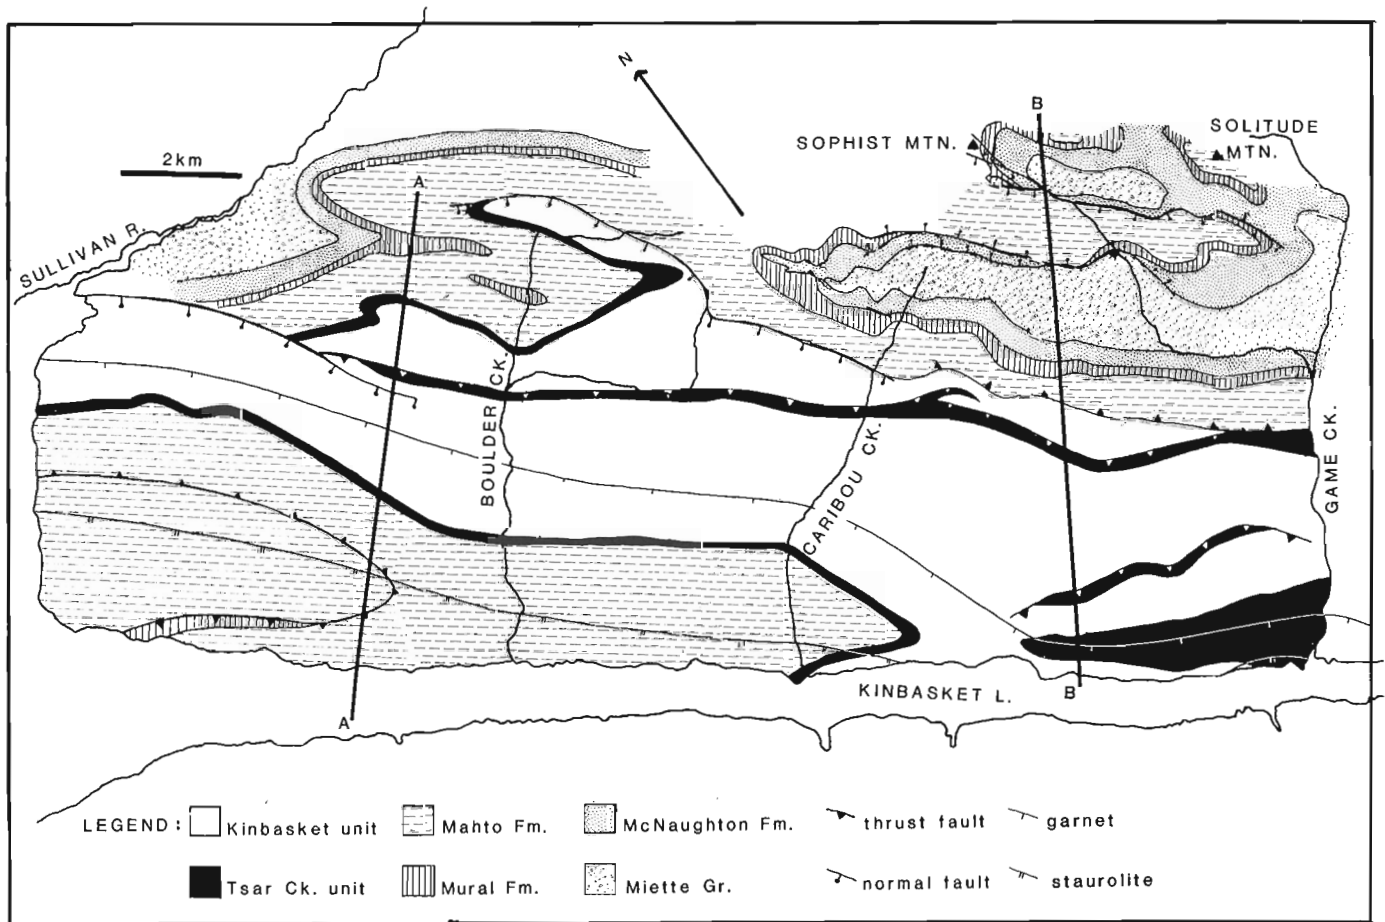 N
B
SOPHIST MTN.
SOLITUDE
MTN.
2km
A
SULLIVAN R.
BOULDER CK.
CARIBOU CK.
GAME CK.
KINBASKET L.
B
A
LEGEND:
Kinbasket unit
Mahto Fm.
McNaughton Fm.
thrust fault
garnet
Tsar Ck. unit
Mural Fm.
Miette Gr.
normal fault
staurolite